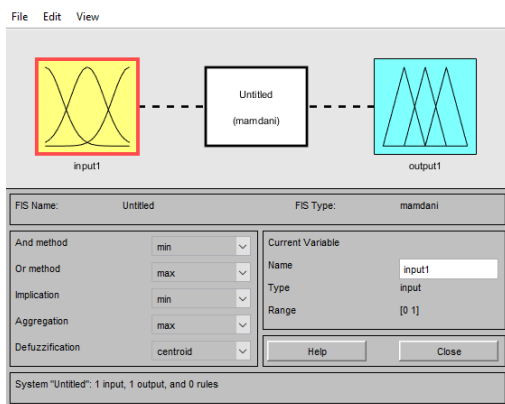 File Edit View
Untitled
(mamdani)
input1
output1
FIS Name: Untitled FIS Type: mamdani
And method min
Or method max
Implication min
Aggregation max
Defuzzification centroid
Current Variable
Name input1
Type input
Range [0 1]
Help Close
System "Untitled": 1 input, 1 output, and 0 rules